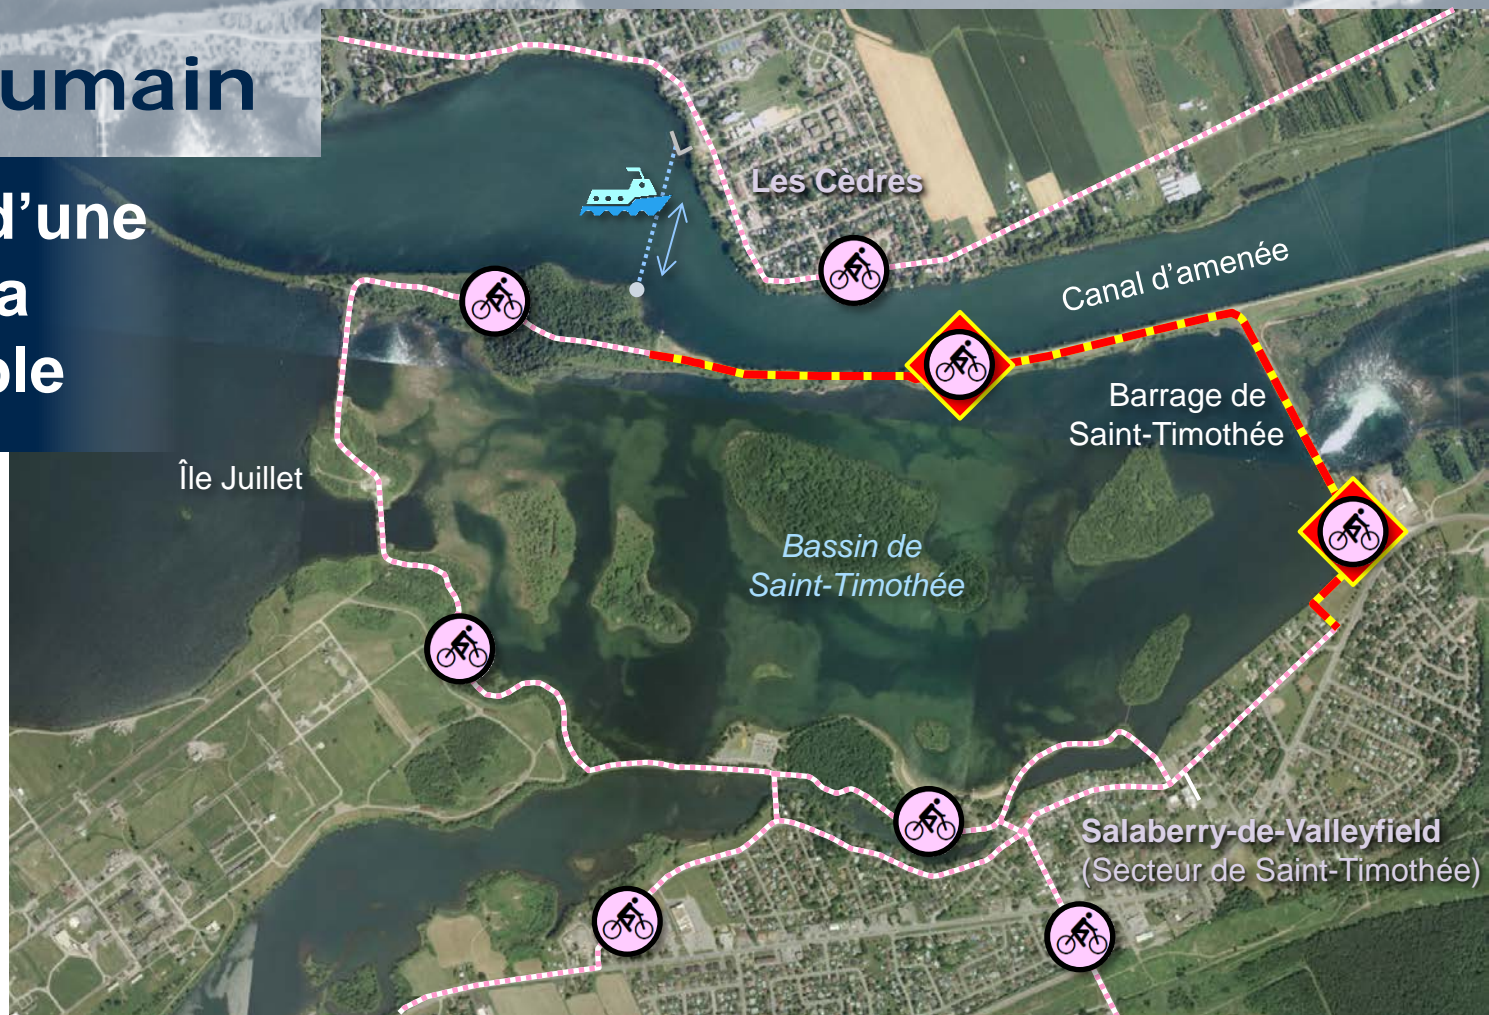 umain
d’une
a
ble
Les Cèdres
Canal d’amenée
Barrage de
Saint-Timothée
Île Juillet
Bassin de
Saint-Timothée
Salaberry-de-Valleyfield
(Secteur de Saint-Timothée)